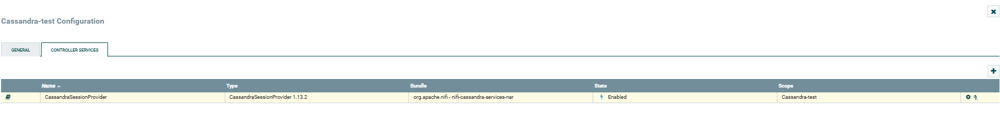 Cassandra-test Configuration
GENERAL
CONTROLLER SERVICES
Name Type Bundle State Scope
CassandraSessionProvider CassandraSessionProvider 1.13.2 org.apache.nifi - nifi-cassandra-services-nar Enabled Cassandra-test